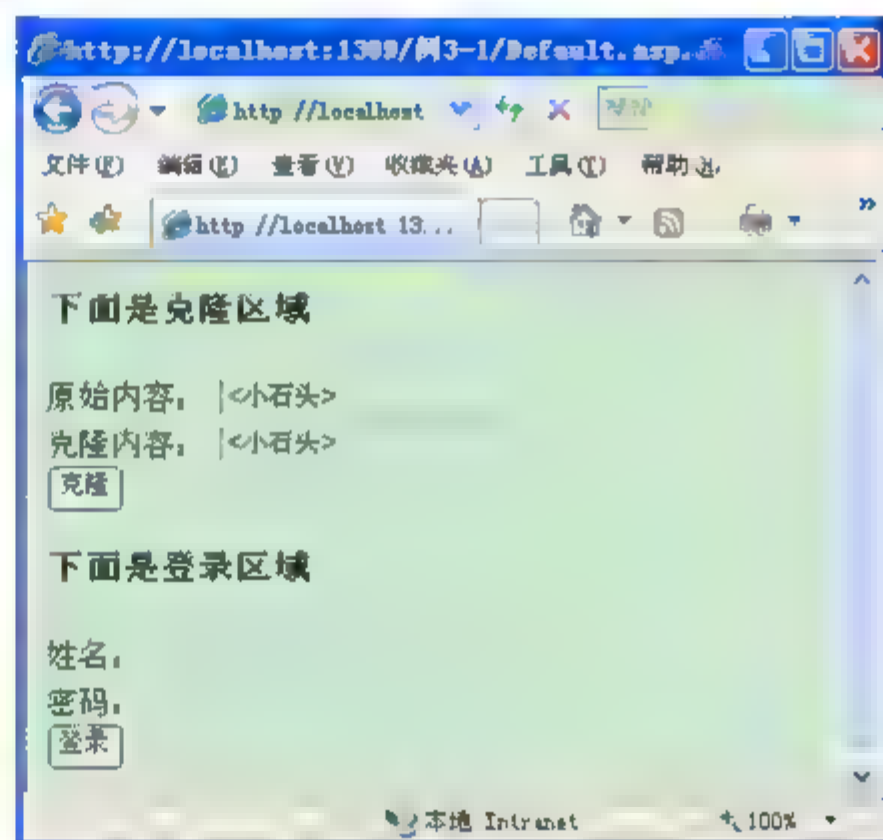 http://localhost:1309/例3-1/Default.asp.
http //localhost
文件(F) 编辑(E) 查看(V) 收藏夹(A) 工具(T) 帮助(H)
http //localhost 13...
下面是克隆区域
原始内容： <小石头>
克隆内容： <小石头>
克隆
下面是登录区域
姓名：
密码：
登录
本地 Intranet 100%